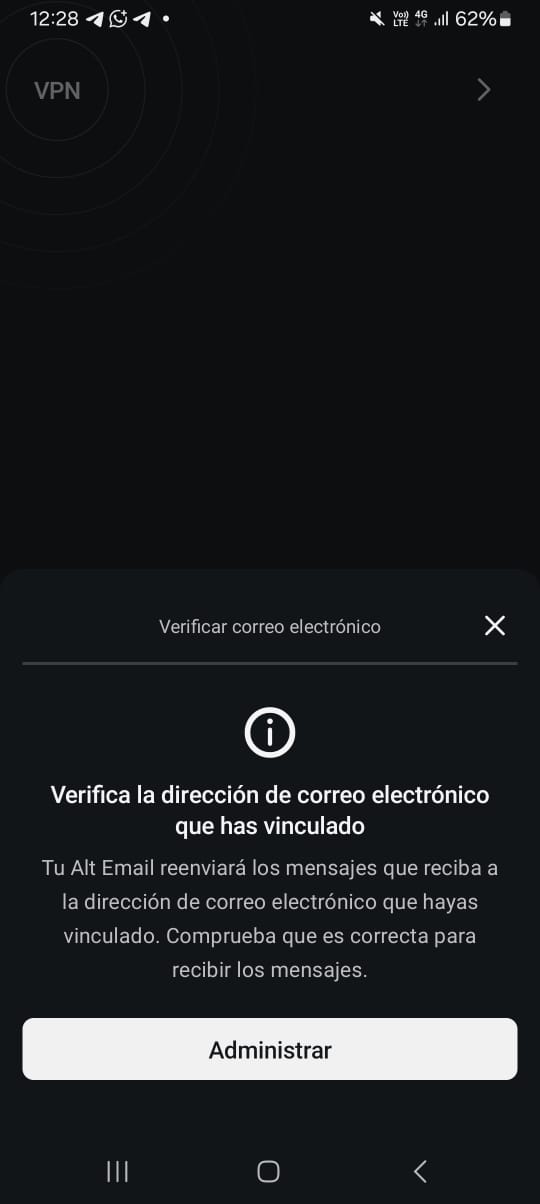 12:28 Vo)) LTE 4G 62%
VPN
Verificar correo electrónico
Verifica la dirección de correo electrónico
que has vinculado
Tu Alt Email reenviará los mensajes que reciba a
la dirección de correo electrónico que hayas
vinculado. Comprueba que es correcta para
recibir los mensajes.
Administrar